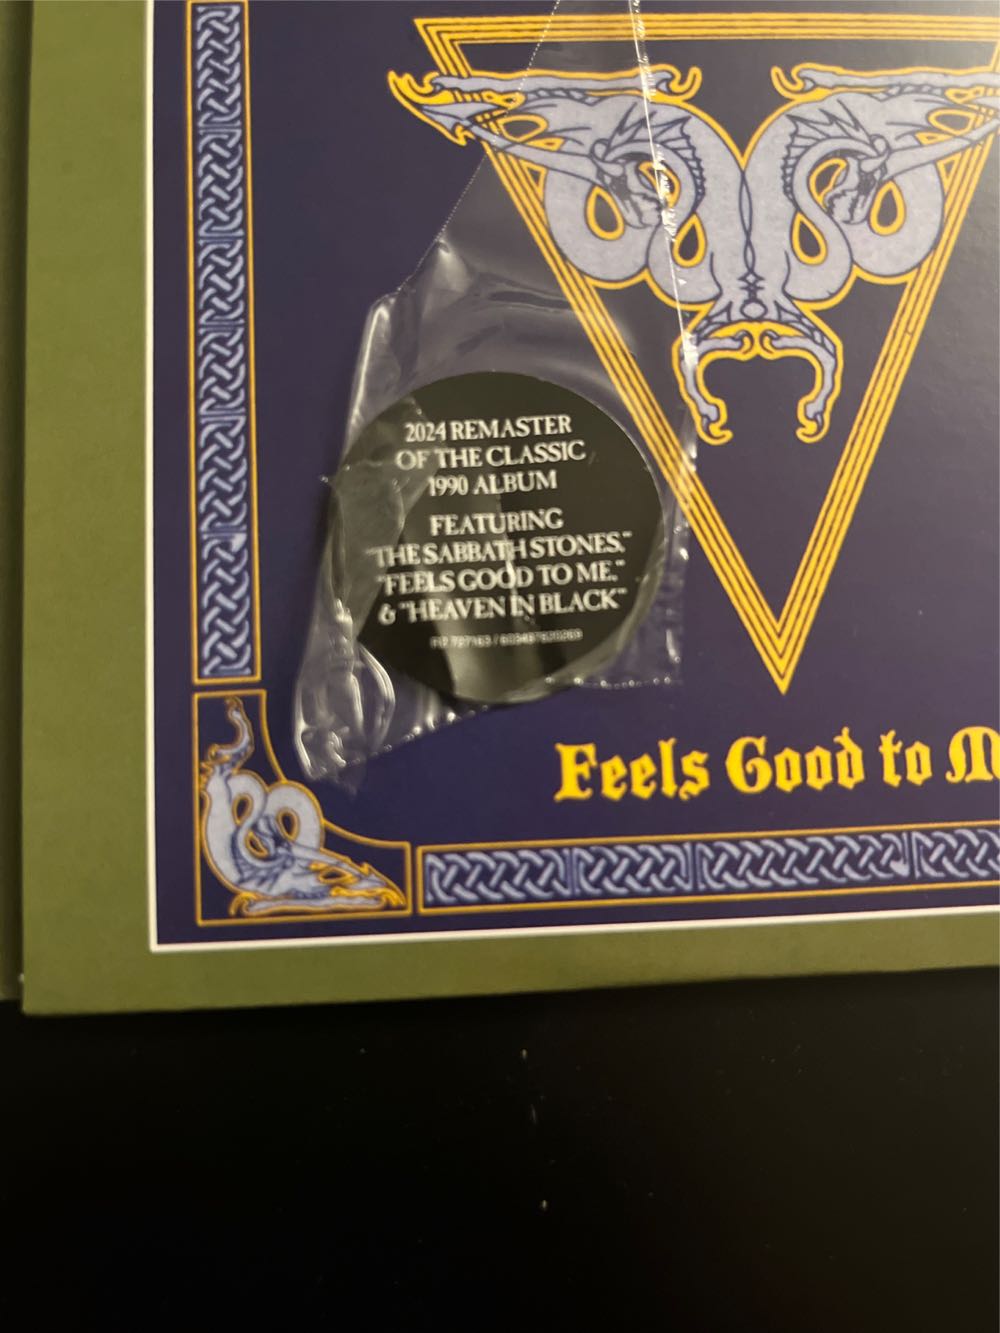 2024 REMASTER
OF THE CLASSIC
1990 ALBUM
FEATURING
"THE SABBATH STONES,"
"FEELS GOOD TO ME,"
& "HEAVEN IN BLACK"
Feels Good to M